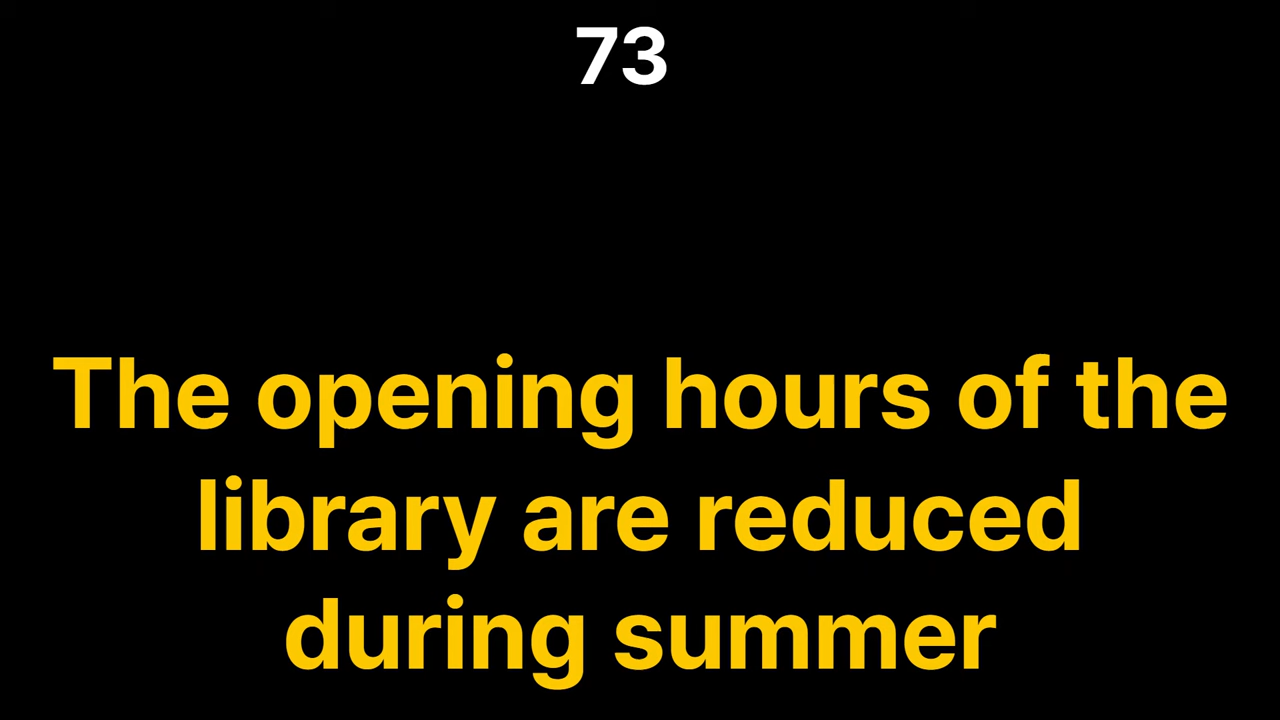 73
The opening hours of the
library are reduced
during summer